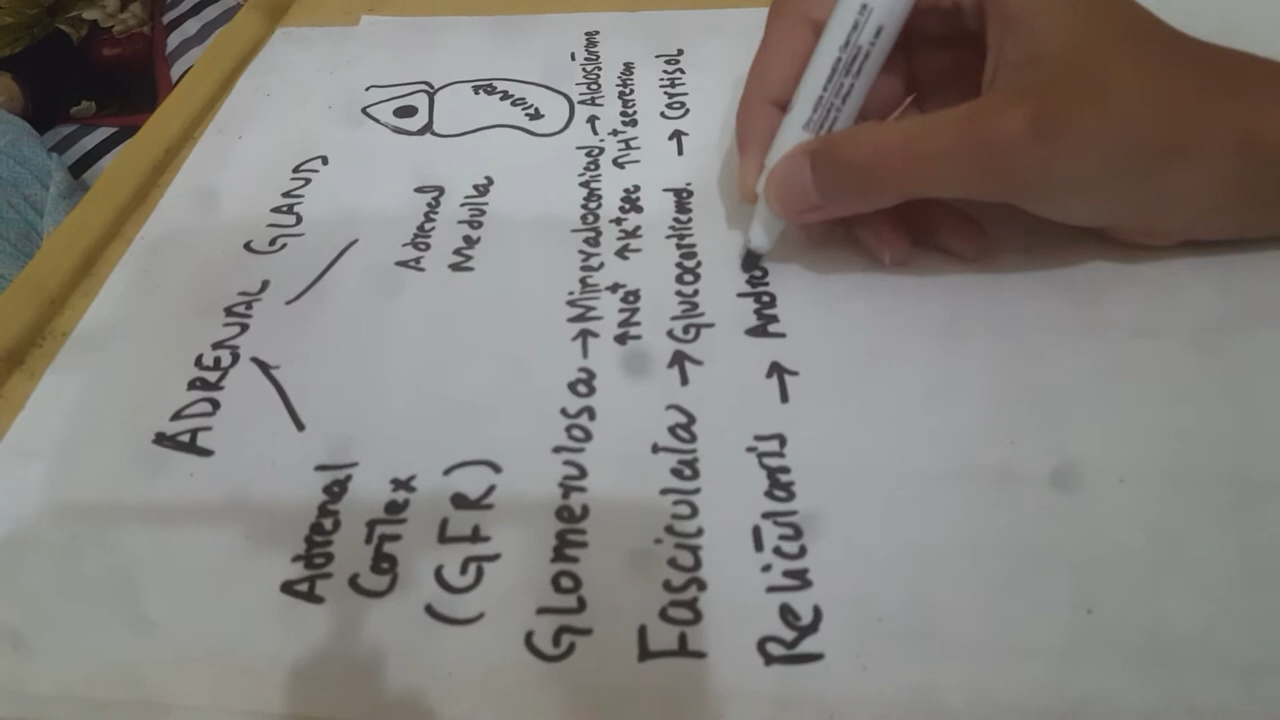 ADRENAL GLAND
Adrenal
Cortex
(GFR)
Adrenal
Medulla
KIDNEY
Glomerulosa → Mineralocorticoid. → Aldosterone
↑Na+ ↑K+ sec ↑H+ secretion
Fasciculata → Glucocorticoid. → Cortisol
Reticularis → Andro